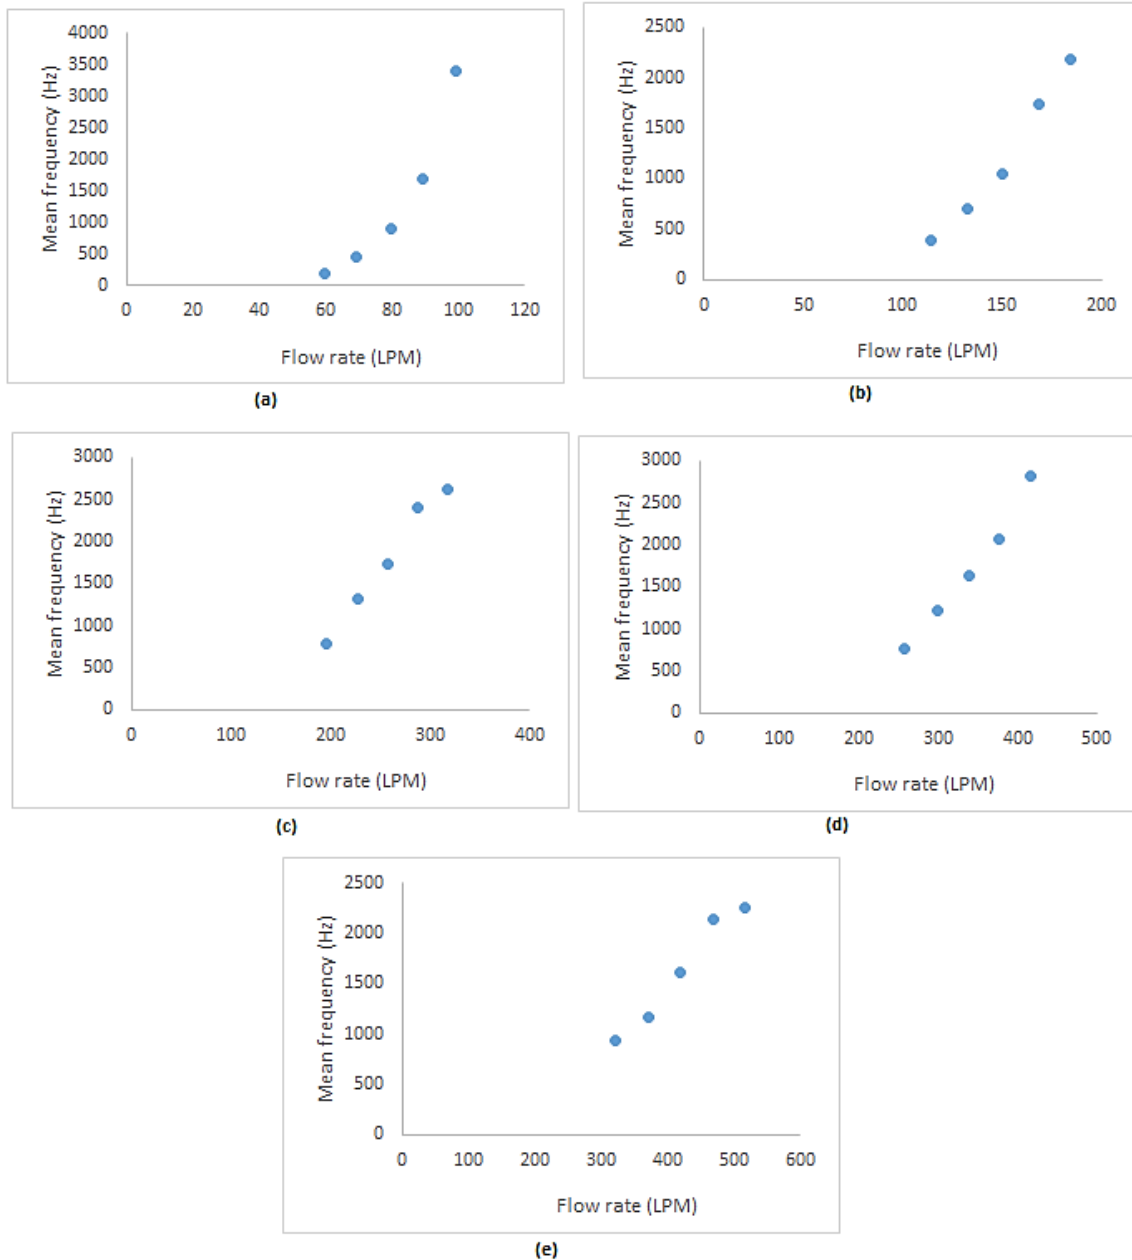 Mean frequency (Hz)
4000
3500
3000
2500
2000
1500
1000
500
0
0 20 40 60 80 100 120
Flow rate (LPM)
(a)
Mean frequency (Hz)
2500
2000
1500
1000
500
0
0 50 100 150 200
Flow rate (LPM)
(b)
Mean frequency (Hz)
3000
2500
2000
1500
1000
500
0
0 100 200 300 400
Flow rate (LPM)
(c)
Mean frequency (Hz)
3000
2500
2000
1500
1000
500
0
0 100 200 300 400 500
Flow rate (LPM)
(d)
Mean frequency (Hz)
2500
2000
1500
1000
500
0
0 100 200 300 400 500 600
Flow rate (LPM)
(e)